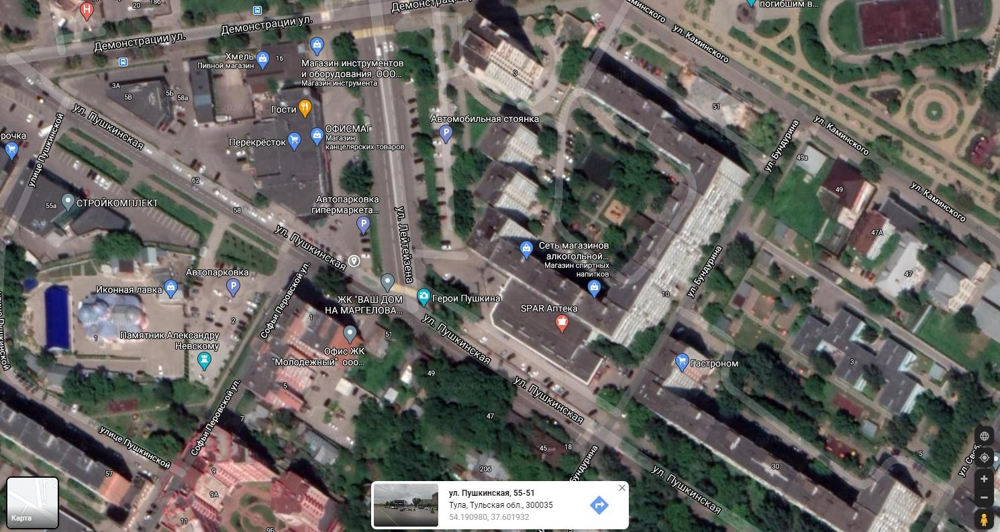 20
18б
Демонстрации ул.
погибшим в...
Демонстрации ул.
Демонстрации ул.
ул. Каминского
Хмель
Пивной магазин
16
Магазин инструментов
и оборудования, ООО...
Магазин инструмента
3
3А
5В
5Б
58а
51
Гости
ул. Пушкинская
Автомобильная стоянка
ОФИСМАГ
Магазин
канцелярских товаров
Перекрёсток
ул. Бундурина
ул. Каминского
49а
улице Пушкинской
62
49
55а
СТРОЙКОМПЛЕКТ
58
Автопарковка
гипермаркета...
ул. Каминского
ул. Лейтейзена
ул. Пушкинская
47А
Сеть магазинов
алкогольной...
Магазин спиртных
напитков
ул. Бундурина
47
Автопарковка
Иконная лавка
Софьи Перовской ул.
ЖК "ВАШ ДОМ
НА МАРГЕЛОВА...
Герои Пушкина
10
SPAR Аптека
1
2
1
Памятник Александру
Невскому
51
Офис ЖК
"Молодежный" ооо...
ул. Пушкинская
Гастроном
3
49
5
ул. Пушкинская
47
7
Софьи Перовской ул.
улице Пушкинской
45
18
20б
30
5
57
9
9А
11
9Б
Бундурина
ул. Пушкинская
Карта
ул. Пушкинская, 55-51
Тула, Тульская обл., 300035
54.190980, 37.601932